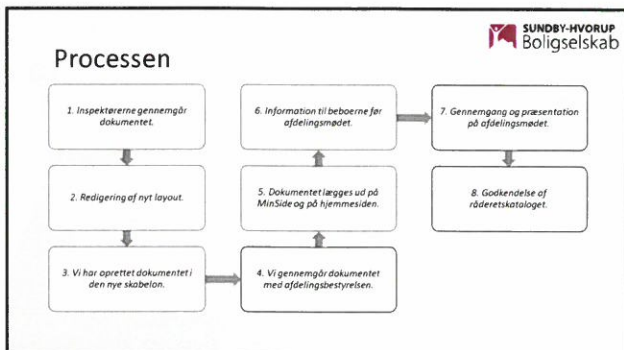 SUNDBY-HVORUP
Boligselskab
Processen
1. Inspektørerne gennemgår
dokumentet.
2. Redigering af nyt layout.
3. Vi har oprettet dokumentet i
den nye skabelon.
4. Vi gennemgår dokumentet
med afdelingsbestyrelsen.
5. Dokumentet lægges ud på
MinSide og på hjemmesiden.
6. Information til beboerne før
afdelingsmødet.
7. Gennemgang og præsentation
på afdelingsmødet.
8. Godkendelse af
råderetskataloget.